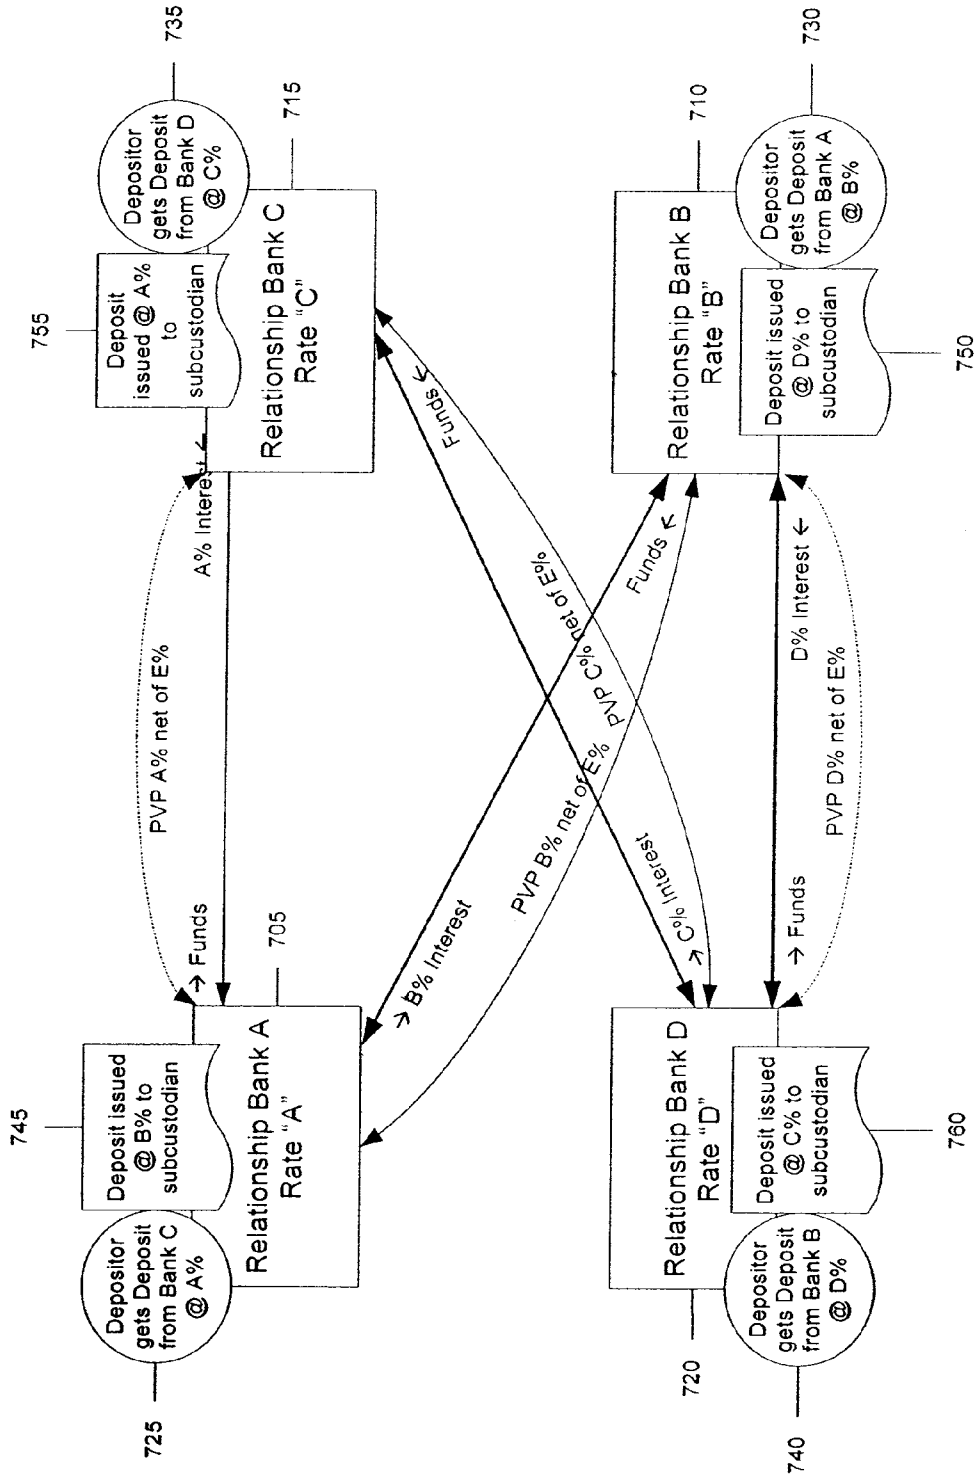 745
725
Depositor
gets Deposit
from Bank C
@ A%
Deposit issued
@ B% to
subcustodian
Relationship Bank A
Rate "A"
705
→ Funds
PVP A% net of E%
A% Interest ←
755
735
Deposit
issued @ A%
to
subcustodian
Depositor
gets Deposit
from Bank D
@ C%
Relationship Bank C
Rate "C"
715
→ B% Interest
PVP B% net of E%
Funds ←
→ C% Interest
PVP C% net of E%
Funds ←
720
Relationship Bank D
Rate "D"
Depositor
gets Deposit
from Bank B
@ D%
Deposit issued
@ C% to
subcustodian
740
760
→ Funds
PVP D% net of E%
D% Interest ←
Relationship Bank B
Rate "B"
710
Deposit issued
@ D% to
subcustodian
Depositor
gets Deposit
from Bank A
@ B%
730
750